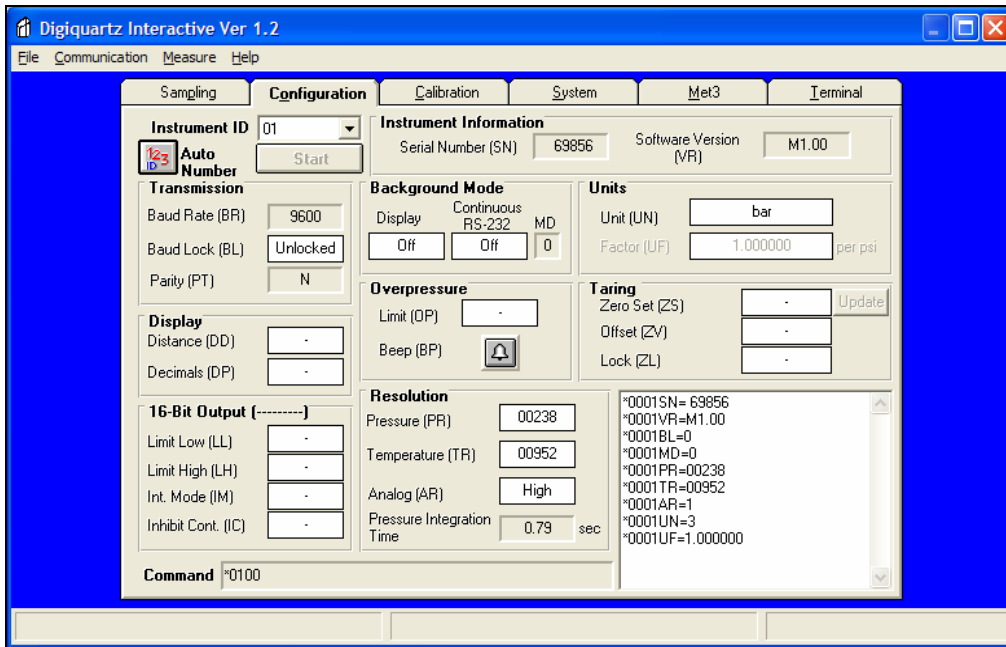 Digiquartz Interactive Ver 1.2
File Communication Measure Help
Sampling Configuration Calibration System Met3 Terminal
Instrument ID 01
123 ID Auto Number Start
Instrument Information
Serial Number (SN) 69856 Software Version (VR) M1.00
Transmission
Baud Rate (BR) 9600
Baud Lock (BL) Unlocked
Parity (PT) N
Background Mode
Display Continuous RS-232 MD
Off Off 0
Units
Unit (UN) bar
Factor (UF) 1.000000 per psi
Overpressure
Limit (OP) -
Beep (BP)
Taring
Zero Set (ZS) - Update
Offset (ZV) -
Lock (ZL) -
Display
Distance (DD) -
Decimals (DP) -
16-Bit Output (---------)
Limit Low (LL) -
Limit High (LH) -
Int. Mode (IM) -
Inhibit Cont. (IC) -
Resolution
Pressure (PR) 00238
Temperature (TR) 00952
Analog (AR) High
Pressure Integration Time 0.79 sec
*0001SN= 69856
*0001VR=M1.00
*0001BL=0
*0001MD=0
*0001PR=00238
*0001TR=00952
*0001AR=1
*0001UN=3
*0001UF=1.000000
Command *0100